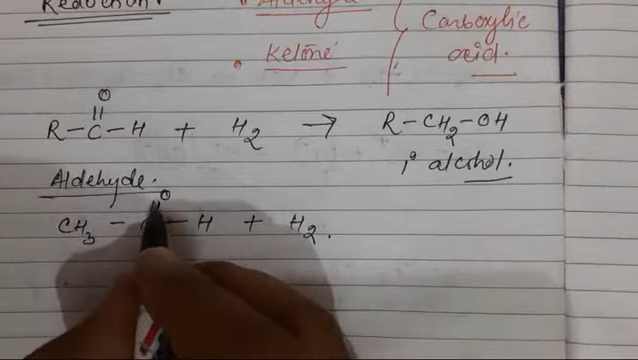 Reduction.
• Aldehyde
• Ketone
Carboxylic
acid.
O
||
R - C - H + H2 → R - CH2 - OH
1° alcohol.
Aldehyde.
O
||
CH3 - C - H + H2.